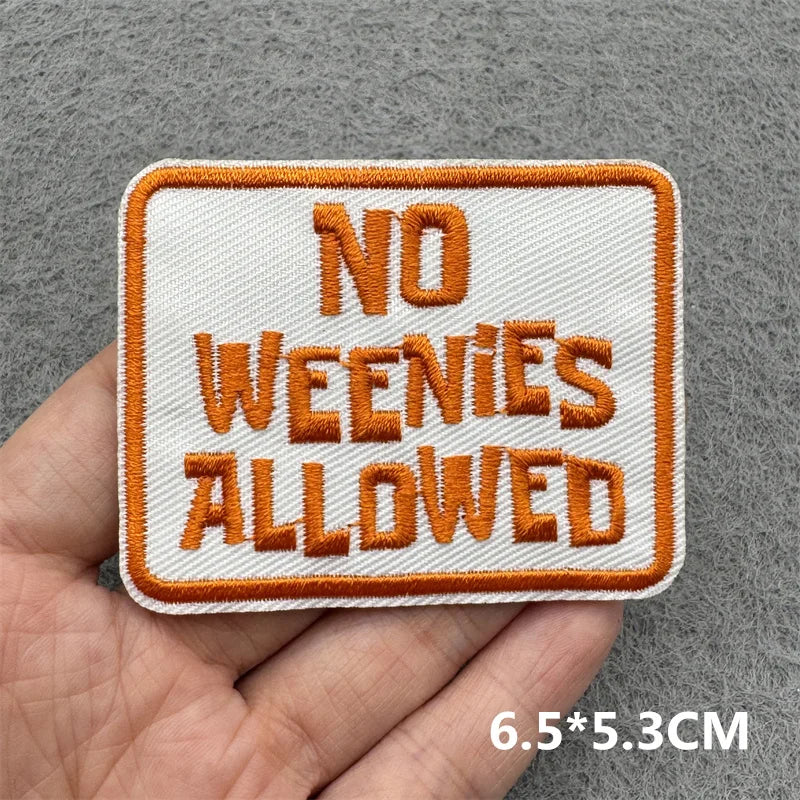 NO
WEENiES
ALLOWED
6.5*5.3CM